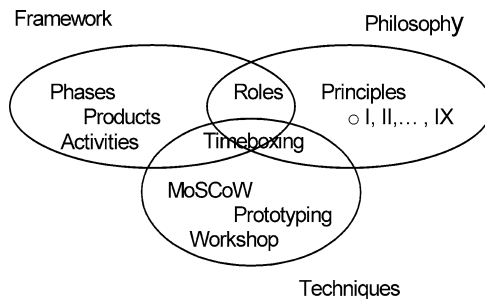 Framework
Philosophy
Phases
Products
Activities
Roles
Principles
○ I, II,… , IX
Timeboxing
MoSCoW
Prototyping
Workshop
Techniques